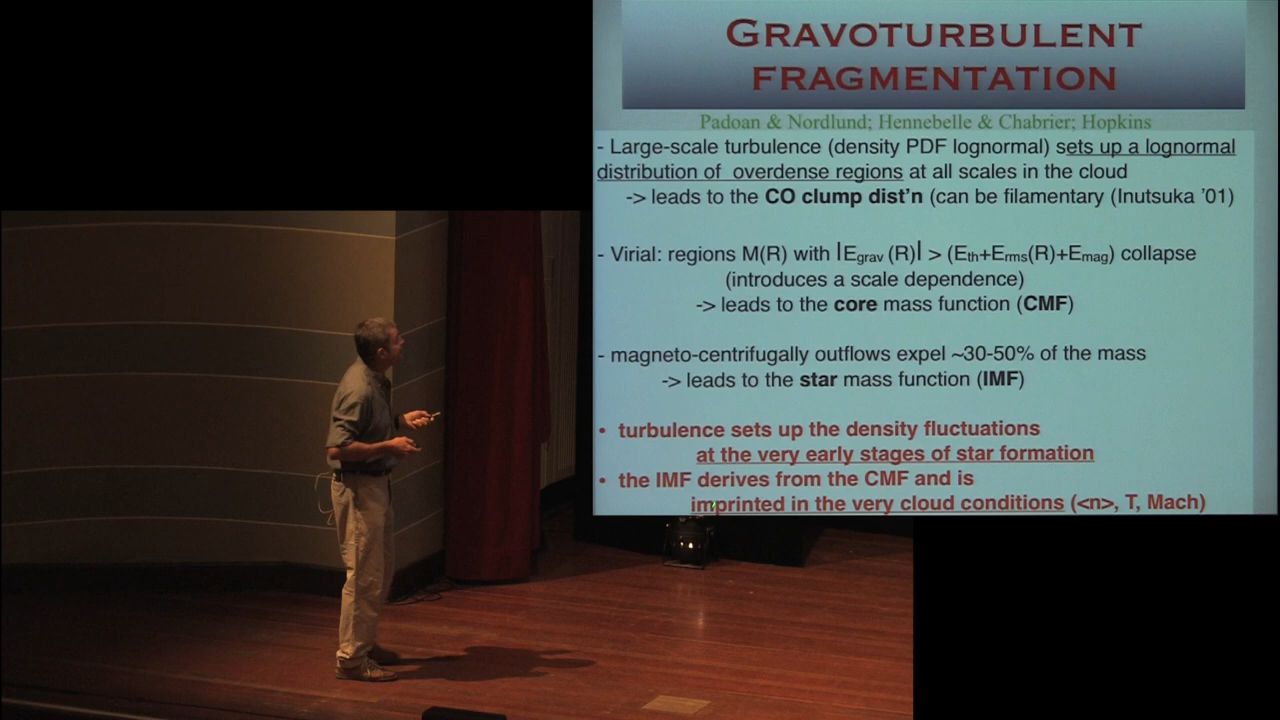 GRAVOTURBULENT
FRAGMENTATION
Padoan & Nordlund; Hennebelle & Chabrier; Hopkins
- Large-scale turbulence (density PDF lognormal) sets up a lognormal
distribution of overdense regions at all scales in the cloud
-> leads to the CO clump dist'n (can be filamentary (Inutsuka '01)
- Virial: regions M(R) with |Egrav (R)| > (Eth+Erms(R)+Emag) collapse
(introduces a scale dependence)
-> leads to the core mass function (CMF)
- magneto-centrifugally outflows expel ~30-50% of the mass
-> leads to the star mass function (IMF)
• turbulence sets up the density fluctuations
at the very early stages of star formation
• the IMF derives from the CMF and is
imprinted in the very cloud conditions (<n>, T, Mach)